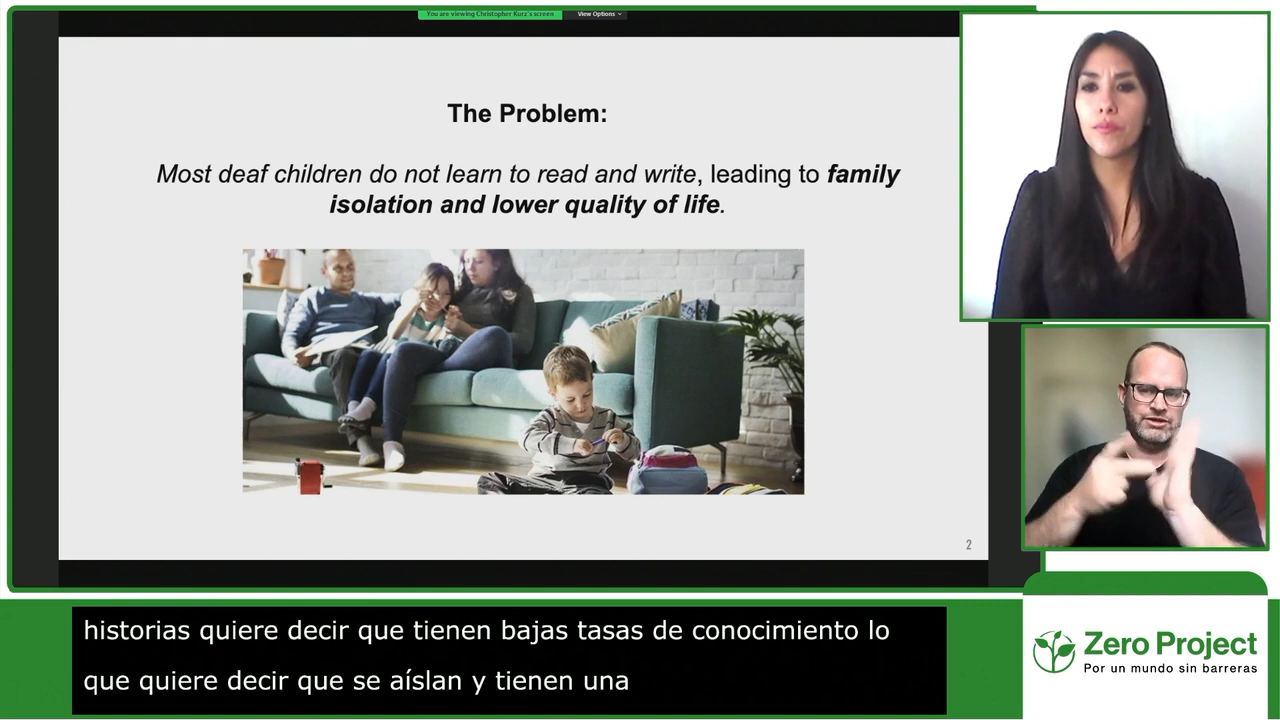 You are viewing Christopher Kurz's screen
View Options
The Problem:
Most deaf children do not learn to read and write, leading to family
isolation and lower quality of life.
2
historias quiere decir que tienen bajas tasas de conocimiento lo
que quiere decir que se aíslan y tienen una
Zero Project
Por un mundo sin barreras